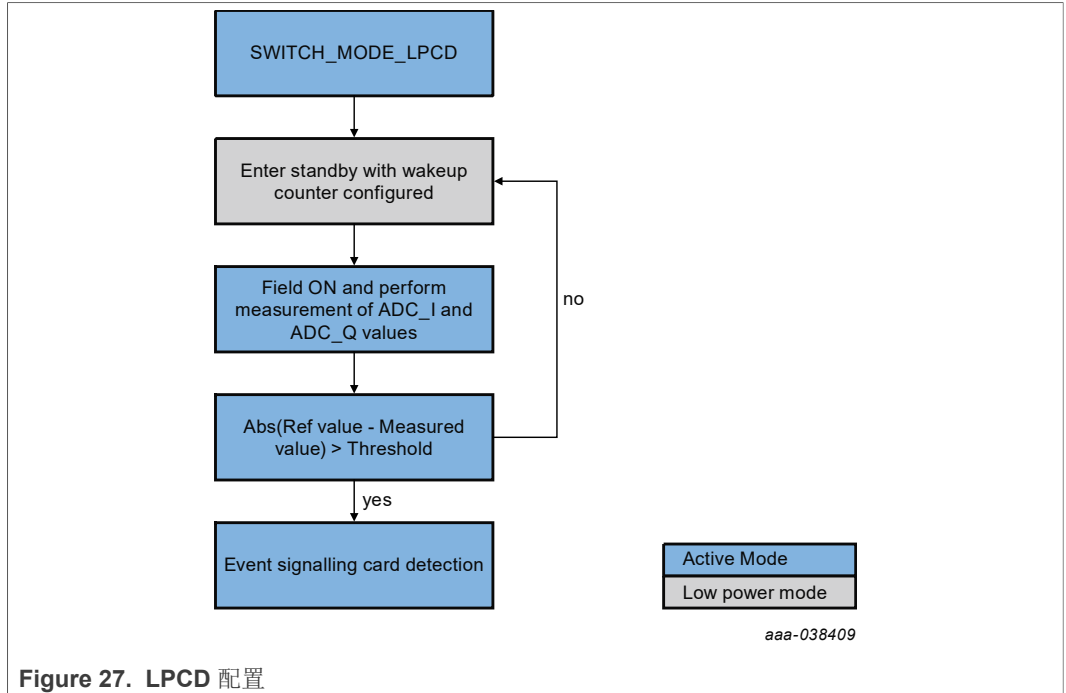 SWITCH_MODE_LPCD
Enter standby with wakeup
counter configured
Field ON and perform
measurement of ADC_I and
ADC_Q values
no
Abs(Ref value - Measured
value) > Threshold
yes
Event signalling card detection
Active Mode
Low power mode
aaa-038409
Figure 27. LPCD 配置